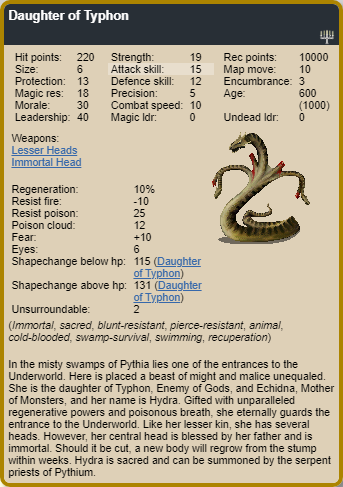 Daughter of Typhon
Hit points: 220 Strength: 19 Rec points: 10000
Size: 6 Attack skill: 15 Map move: 10
Protection: 13 Defence skill: 12 Encumbrance: 3
Magic res: 18 Precision: 5 Age: 600
Morale: 30 Combat speed: 10 (1000)
Leadership: 40 Magic ldr: 0 Undead ldr: 0
Weapons:
Lesser Heads
Immortal Head
Regeneration: 10%
Resist fire: -10
Resist poison: 25
Poison cloud: 12
Fear: +10
Eyes: 6
Shapechange below hp: 115 (Daughter
of Typhon)
Shapechange above hp: 131 (Daughter
of Typhon)
Unsurroundable: 2
(Immortal, sacred, blunt-resistant, pierce-resistant, animal,
cold-blooded, swamp-survival, swimming, recuperation)
In the misty swamps of Pythia lies one of the entrances to the
Underworld. Here is placed a beast of might and malice unequaled.
She is the daughter of Typhon, Enemy of Gods, and Echidna, Mother
of Monsters, and her name is Hydra. Gifted with unparalleled
regenerative powers and poisonous breath, she eternally guards the
entrance to the Underworld. Like her lesser kin, she has several
heads. However, her central head is blessed by her father and is
immortal. Should it be cut, a new body will regrow from the stump
within weeks. Hydra is sacred and can be summoned by the serpent
priests of Pythium.